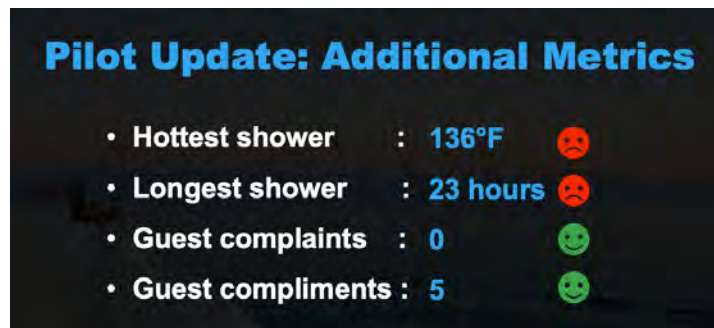 Pilot Update: Additional Metrics
• Hottest shower : 136°F
• Longest shower : 23 hours
• Guest complaints : 0
• Guest compliments : 5